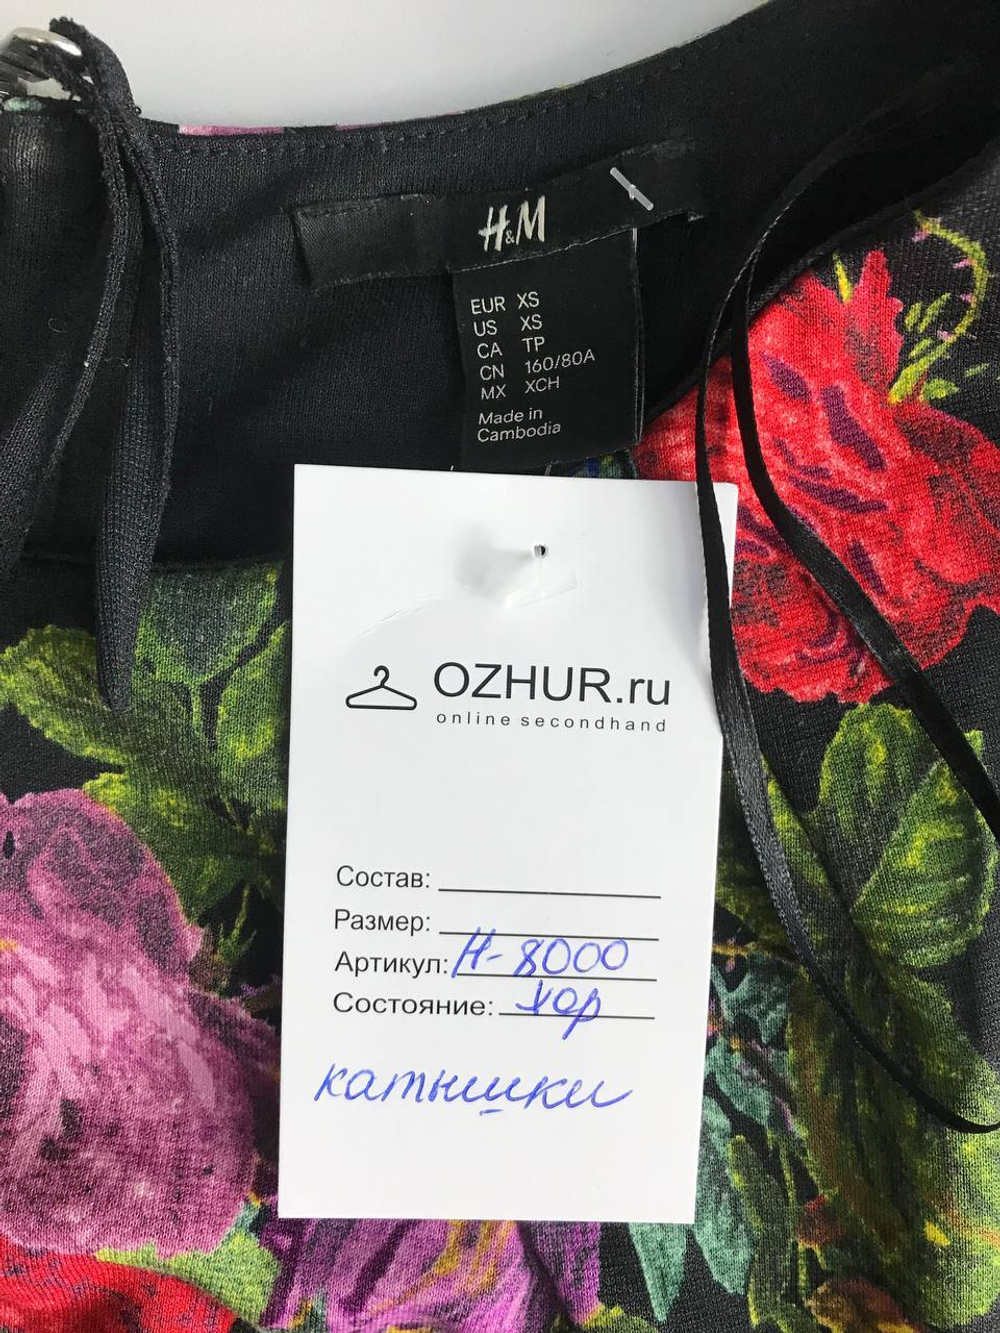 H&M
EUR XS
US XS
CA TP
CN 160/80A
MX XCH
Made in
Cambodia
OZHUR.ru
online secondhand
Состав:
Размер:
Артикул: Н-8000
Состояние: хор
катышки